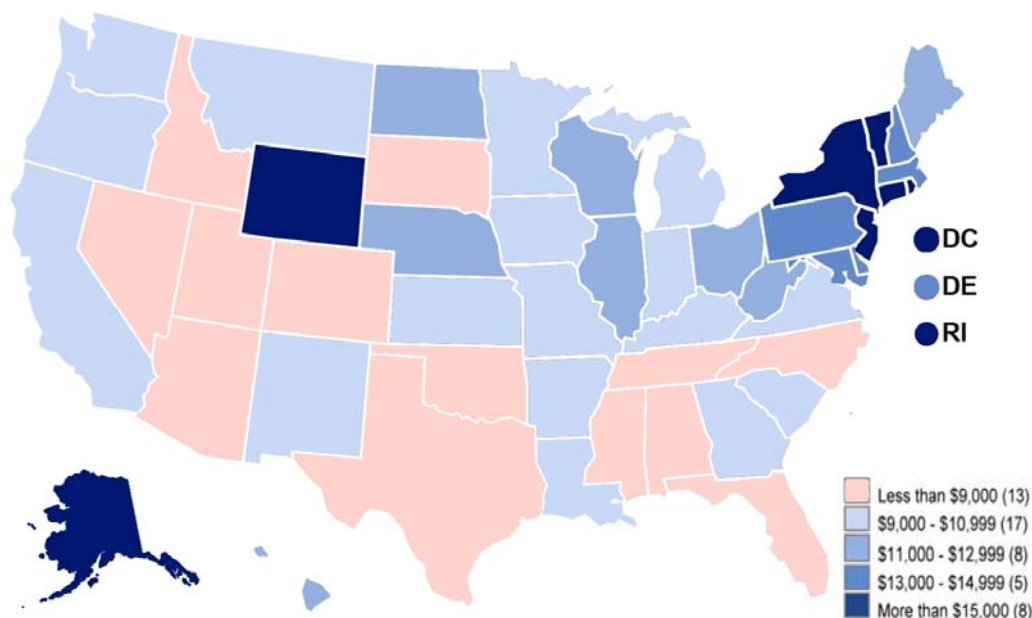 DC
DE
RI
Less than $9,000 (13)
$9,000 - $10,999 (17)
$11,000 - $12,999 (8)
$13,000 - $14,999 (5)
More than $15,000 (8)